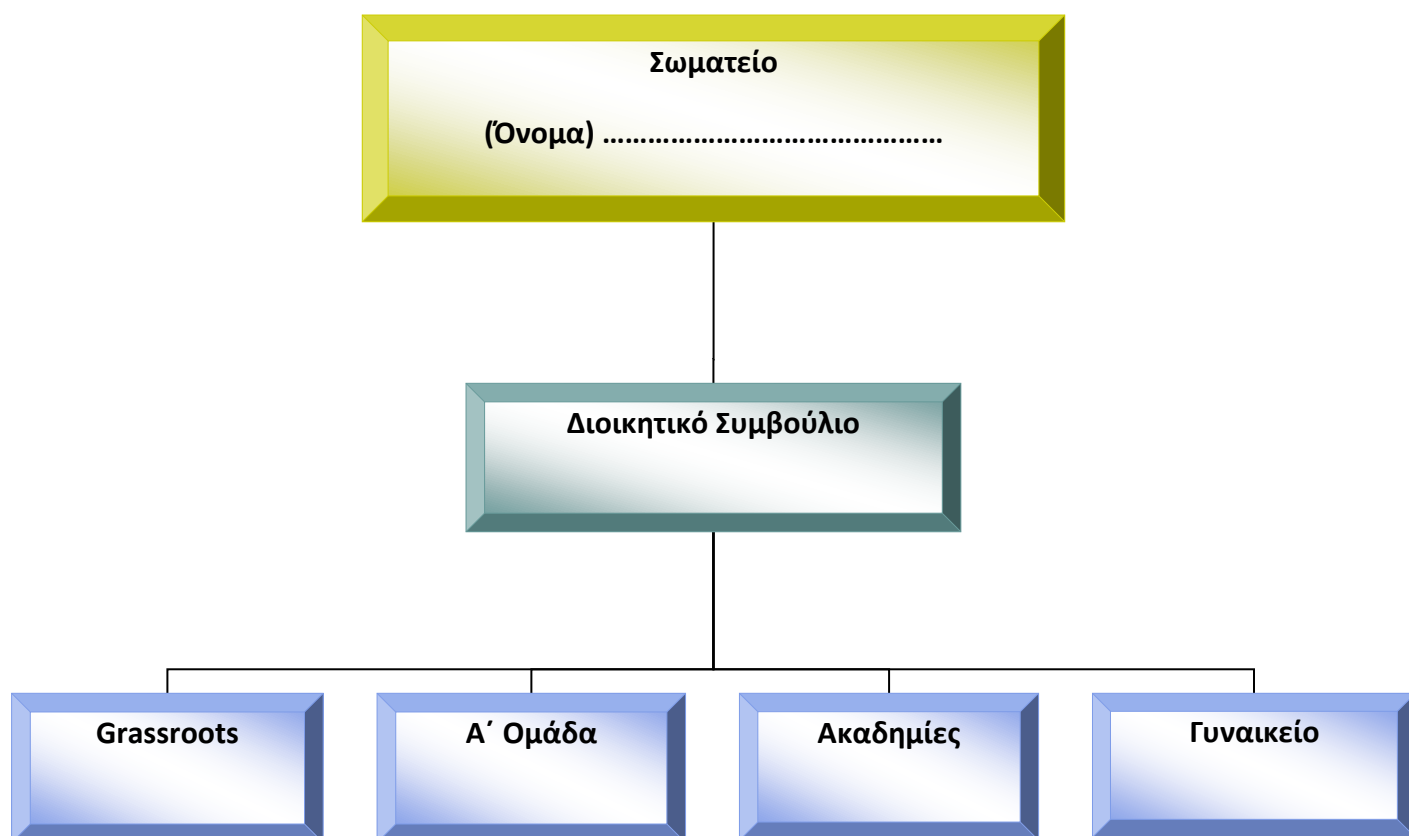 Σωματείο
(Όνομα) ……………………………………
Διοικητικό Συμβούλιο
Grassroots
Α΄ Ομάδα
Ακαδημίες
Γυναικείο